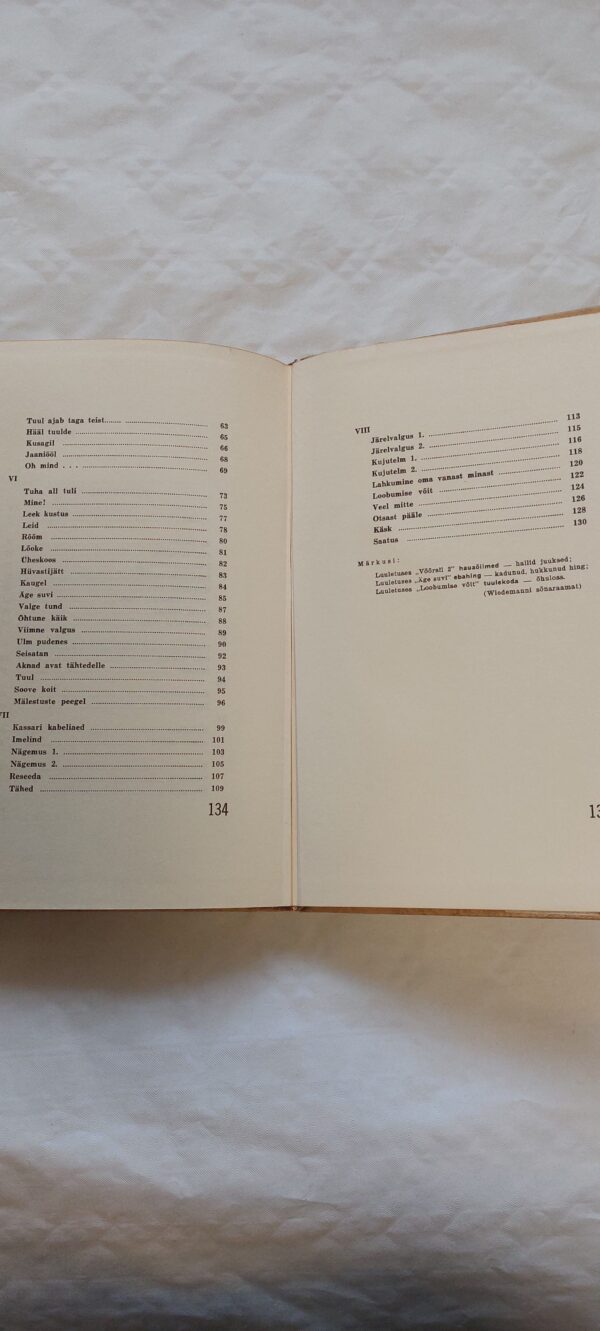 Tuul ajab taga teist....... 63
Hääl tuulde 65
Kusagil 66
Jaaniööl 68
Oh mind . . . 69
VI
Tuha all tuli 73
Mine! 75
Leek kustus 77
Leid 78
Rõõm 80
Lõoke 81
Üheskoos 82
Hüvastijätt 83
Kaugel 84
Äge suvi 85
Valge tund 87
Õhtune käik 88
Viimne valgus 89
Ulm pudenes 90
Seisatan 92
Aknad avat tähtedelle 93
Tuul 94
Soove koit 95
Mälestuste peegel 96
VII
Kassari kabeliaed 99
Imelind 101
Nägemus 1. 103
Nägemus 2. 105
Reseeda 107
Tähed 109
134
VIII
Järelvalgus 1. 113
Järelvalgus 2. 115
Kujutelm 1. 116
Kujutelm 2. 118
Lahkumine oma vanast minast 120
Loobumise võit 122
Veel mitte 124
Otsast pääle 126
Käsk 128
Saatus 130
Märkusi:
Luuletuses „Võõrail 2" hauaõilmed — hallid juuksed;
Luuletuses „Äge suvi" ebahing — kadunud, hukkunud hing;
Luuletuses „Loobumise võit" tuulekoda — õhuloss.
(Wiedemanni sõnaraamat)